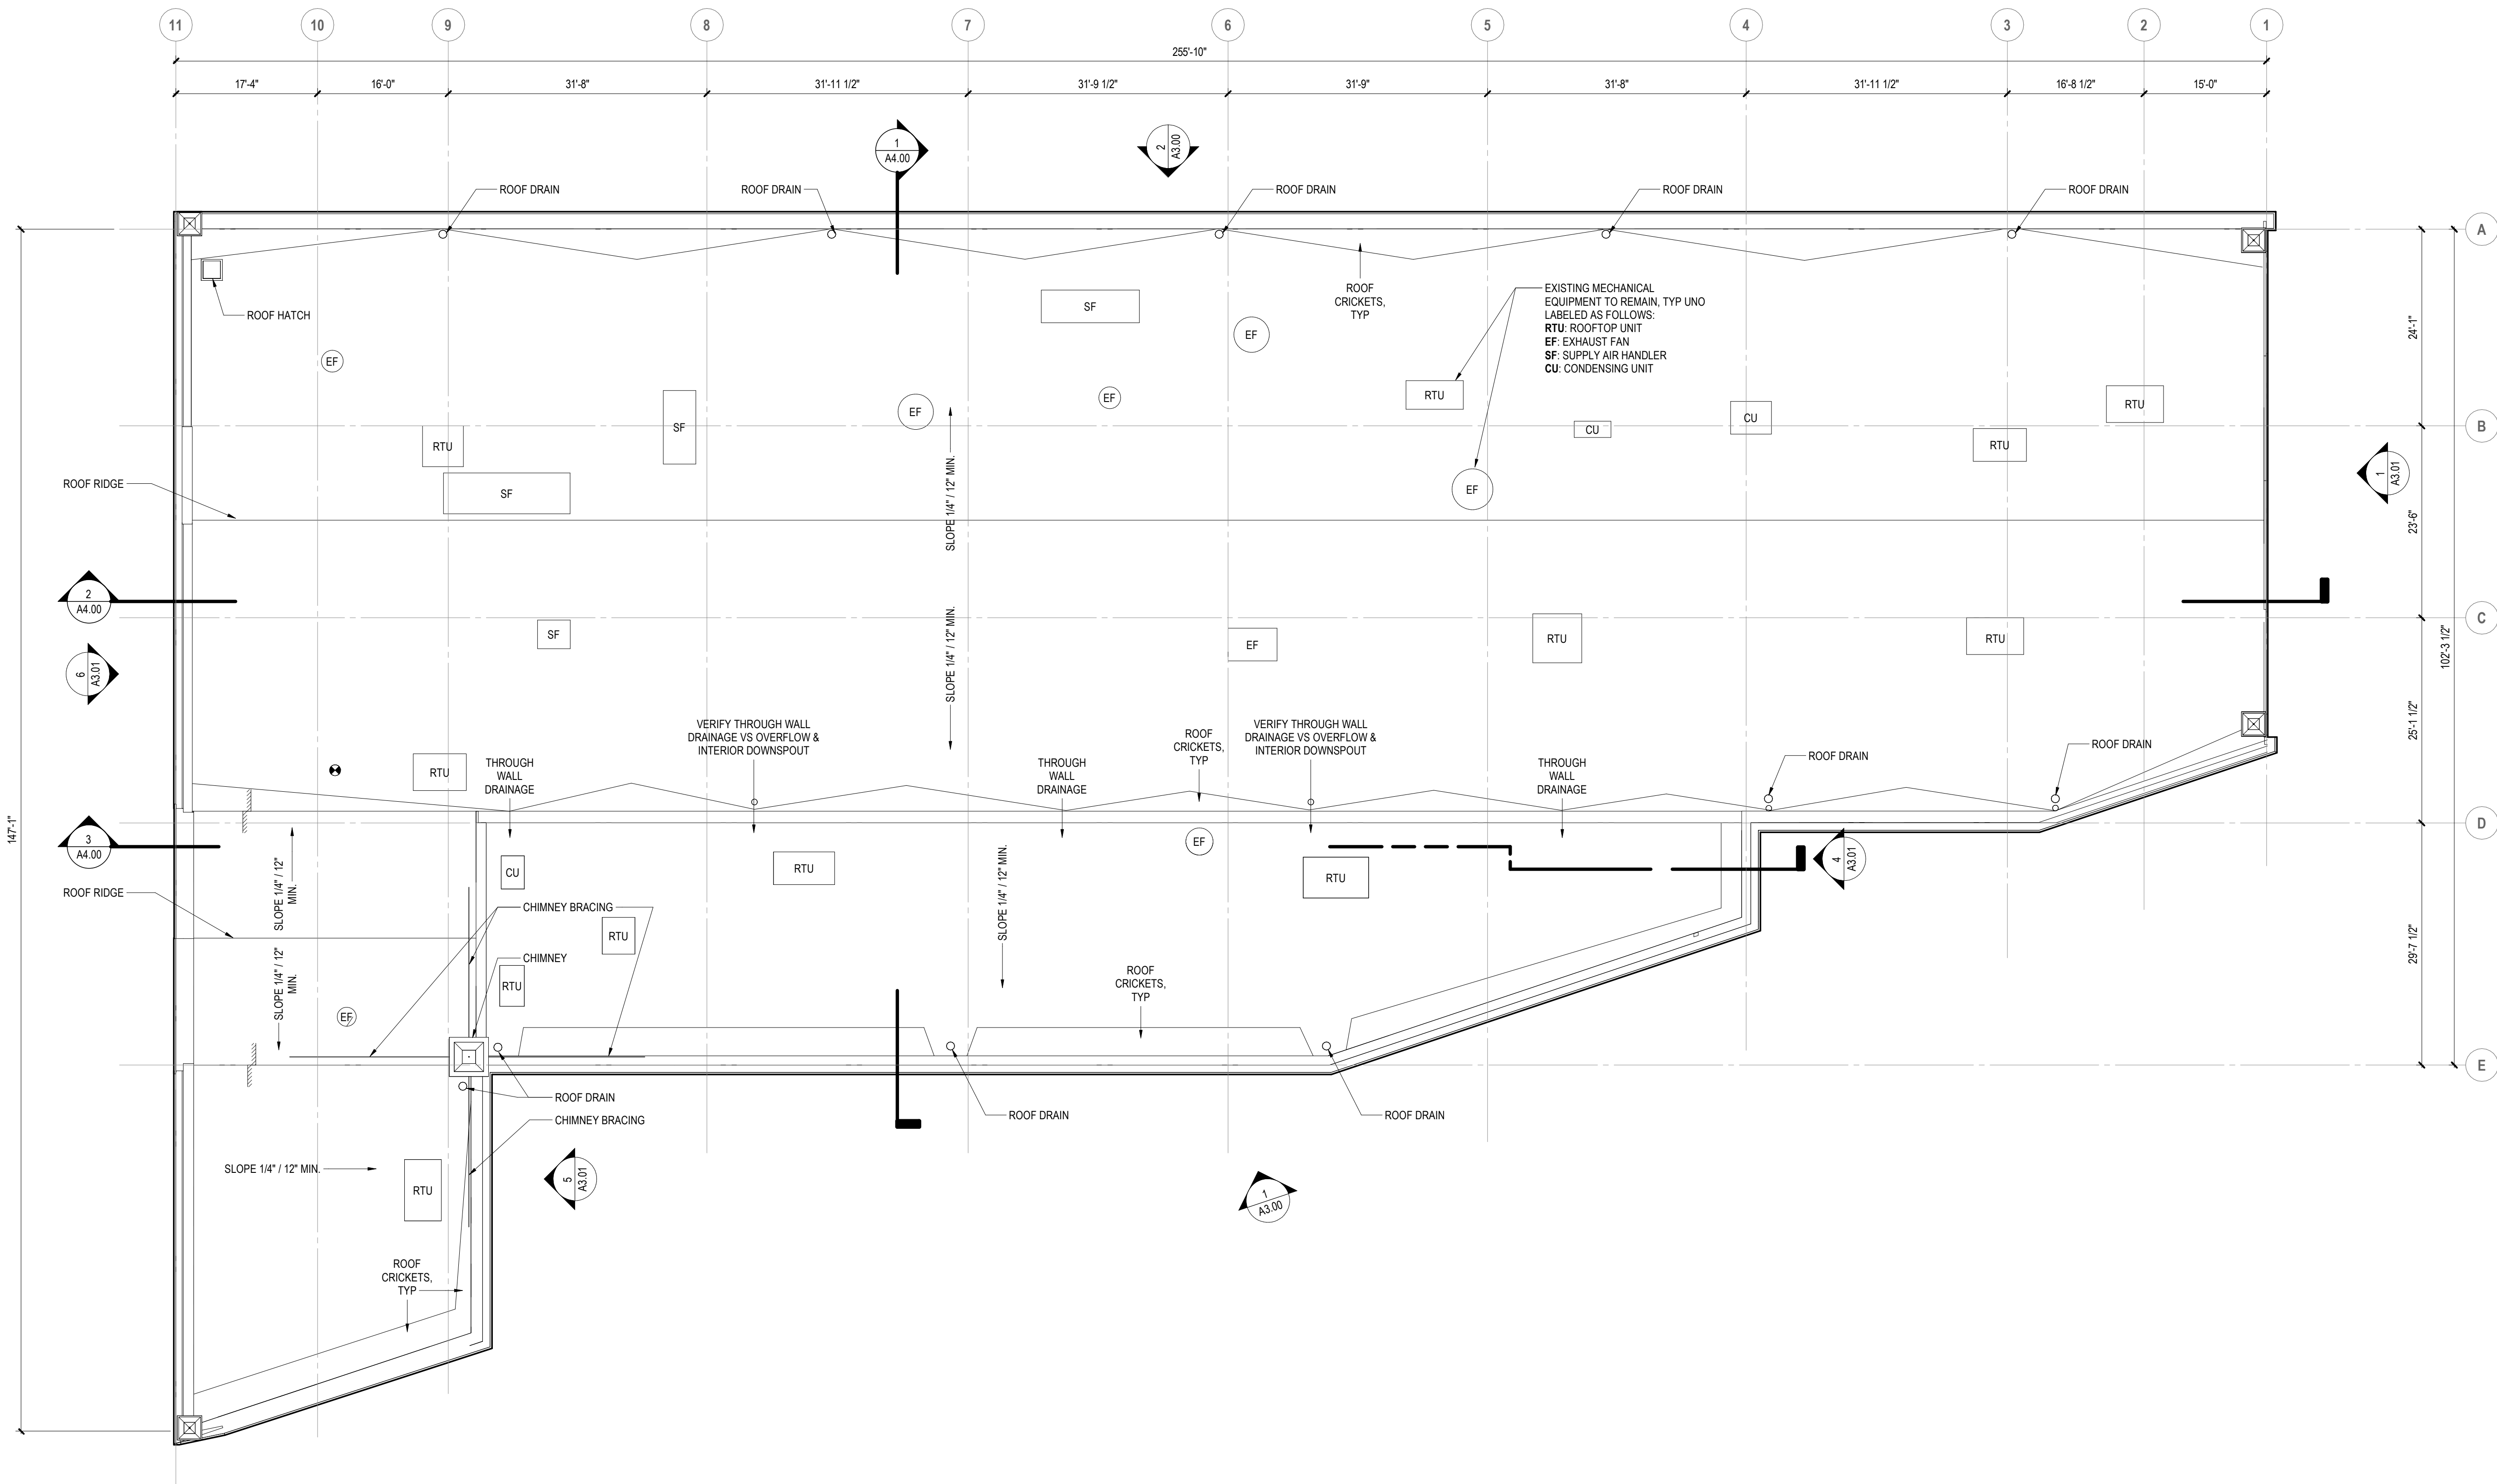 11
10
9
8
7
6
5
4
3
2
1
255'-10"
17'-4"
16'-0"
31'-8"
31'-11 1/2"
31'-9 1/2"
31'-9"
31'-8"
31'-11 1/2"
16'-8 1/2"
15'-0"
1
A4.00
2
A3.00
ROOF DRAIN
ROOF DRAIN
ROOF DRAIN
ROOF DRAIN
ROOF DRAIN
A
ROOF HATCH
SF
EF
EF
ROOF
CRICKETS,
TYP
EXISTING MECHANICAL
EQUIPMENT TO REMAIN, TYP UNO
LABELED AS FOLLOWS:
RTU: ROOFTOP UNIT
EF: EXHAUST FAN
SF: SUPPLY AIR HANDLER
CU: CONDENSING UNIT
24'-1"
RTU
EF
EF
SF
CU
CU
RTU
RTU
RTU
B
ROOF RIDGE
SF
SLOPE 1/4" / 12" MIN.
EF
1
A3.01
23'-6"
2
A4.00
C
SF
SLOPE 1/4" / 12" MIN.
EF
RTU
RTU
102'-3 1/2"
6
A3.01
25'-1 1/2"
RTU
THROUGH
WALL
DRAINAGE
VERIFY THROUGH WALL
DRAINAGE VS OVERFLOW &
INTERIOR DOWNSPOUT
THROUGH
WALL
DRAINAGE
ROOF
CRICKETS,
TYP
VERIFY THROUGH WALL
DRAINAGE VS OVERFLOW &
INTERIOR DOWNSPOUT
THROUGH
WALL
DRAINAGE
ROOF DRAIN
ROOF DRAIN
147'-1"
D
3
A4.00
SLOPE 1/4" / 12"
MIN.
CU
RTU
SLOPE 1/4" / 12" MIN.
EF
RTU
4
A3.01
ROOF RIDGE
CHIMNEY BRACING
RTU
29'-7 1/2"
SLOPE 1/4" / 12"
MIN.
CHIMNEY
RTU
ROOF
CRICKETS,
TYP
EF
E
ROOF DRAIN
CHIMNEY BRACING
ROOF DRAIN
ROOF DRAIN
SLOPE 1/4" / 12" MIN.
RTU
5
A3.01
1
A3.00
ROOF
CRICKETS,
TYP